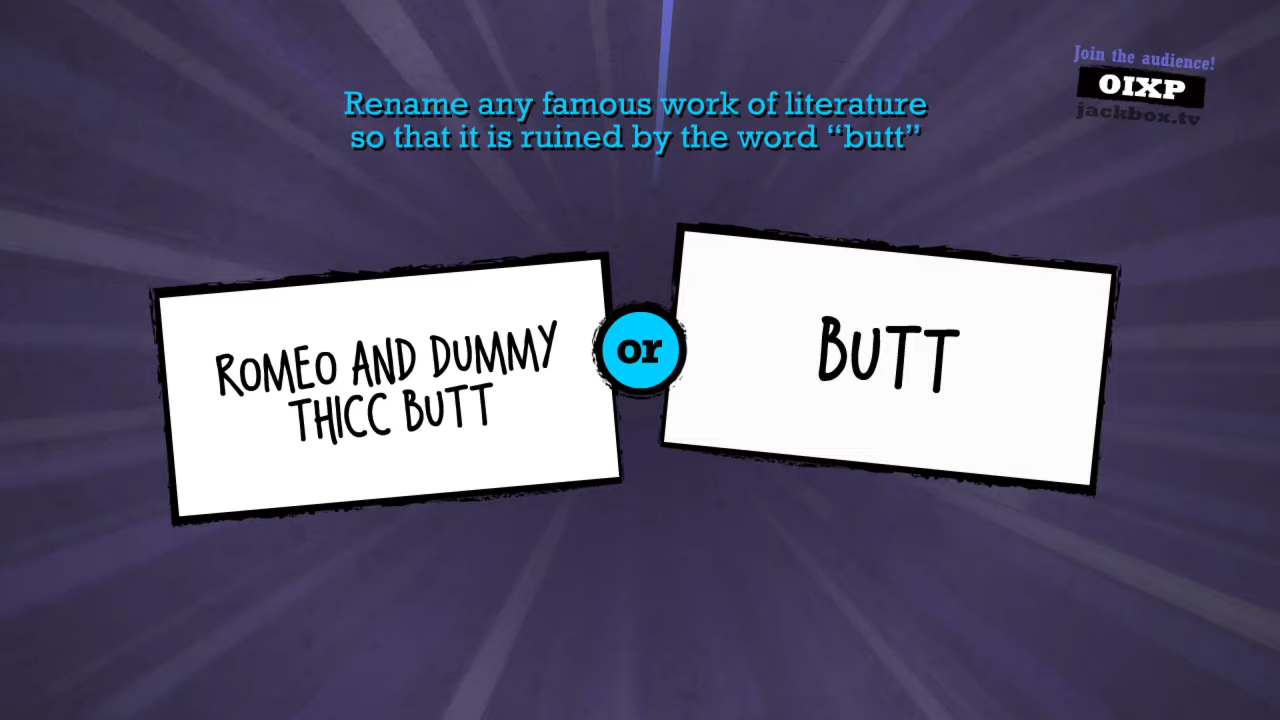 Join the audience!
OIXP
jackbox.tv
Rename any famous work of literature
so that it is ruined by the word “butt”
ROMEO AND DUMMY
THICC BUTT
or
BUTT